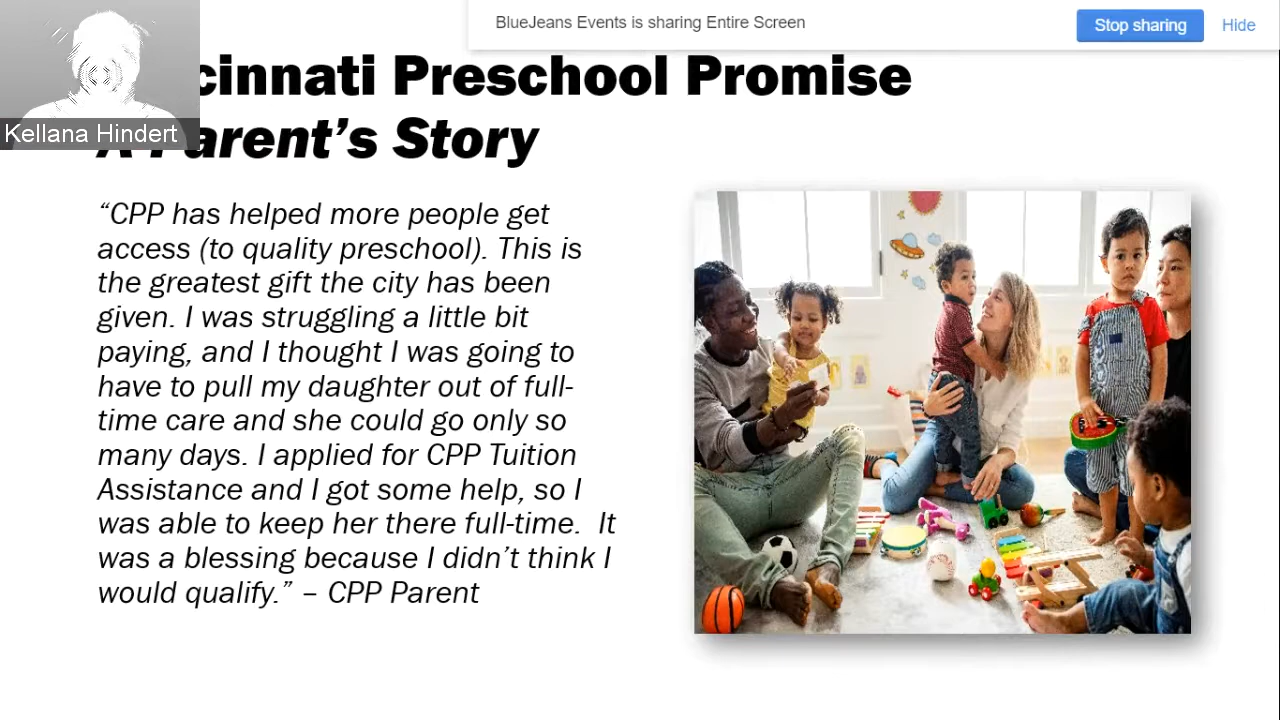 BlueJeans Events is sharing Entire Screen
Stop sharing
Hide
cinnati Preschool Promise
Kellana Hindert
arent's Story
“CPP has helped more people get
access (to quality preschool). This is
the greatest gift the city has been
given. I was struggling a little bit
paying, and I thought I was going to
have to pull my daughter out of full-
time care and she could go only so
many days. I applied for CPP Tuition
Assistance and I got some help, so I
was able to keep her there full-time.  It
was a blessing because I didn’t think I
would qualify.” – CPP Parent